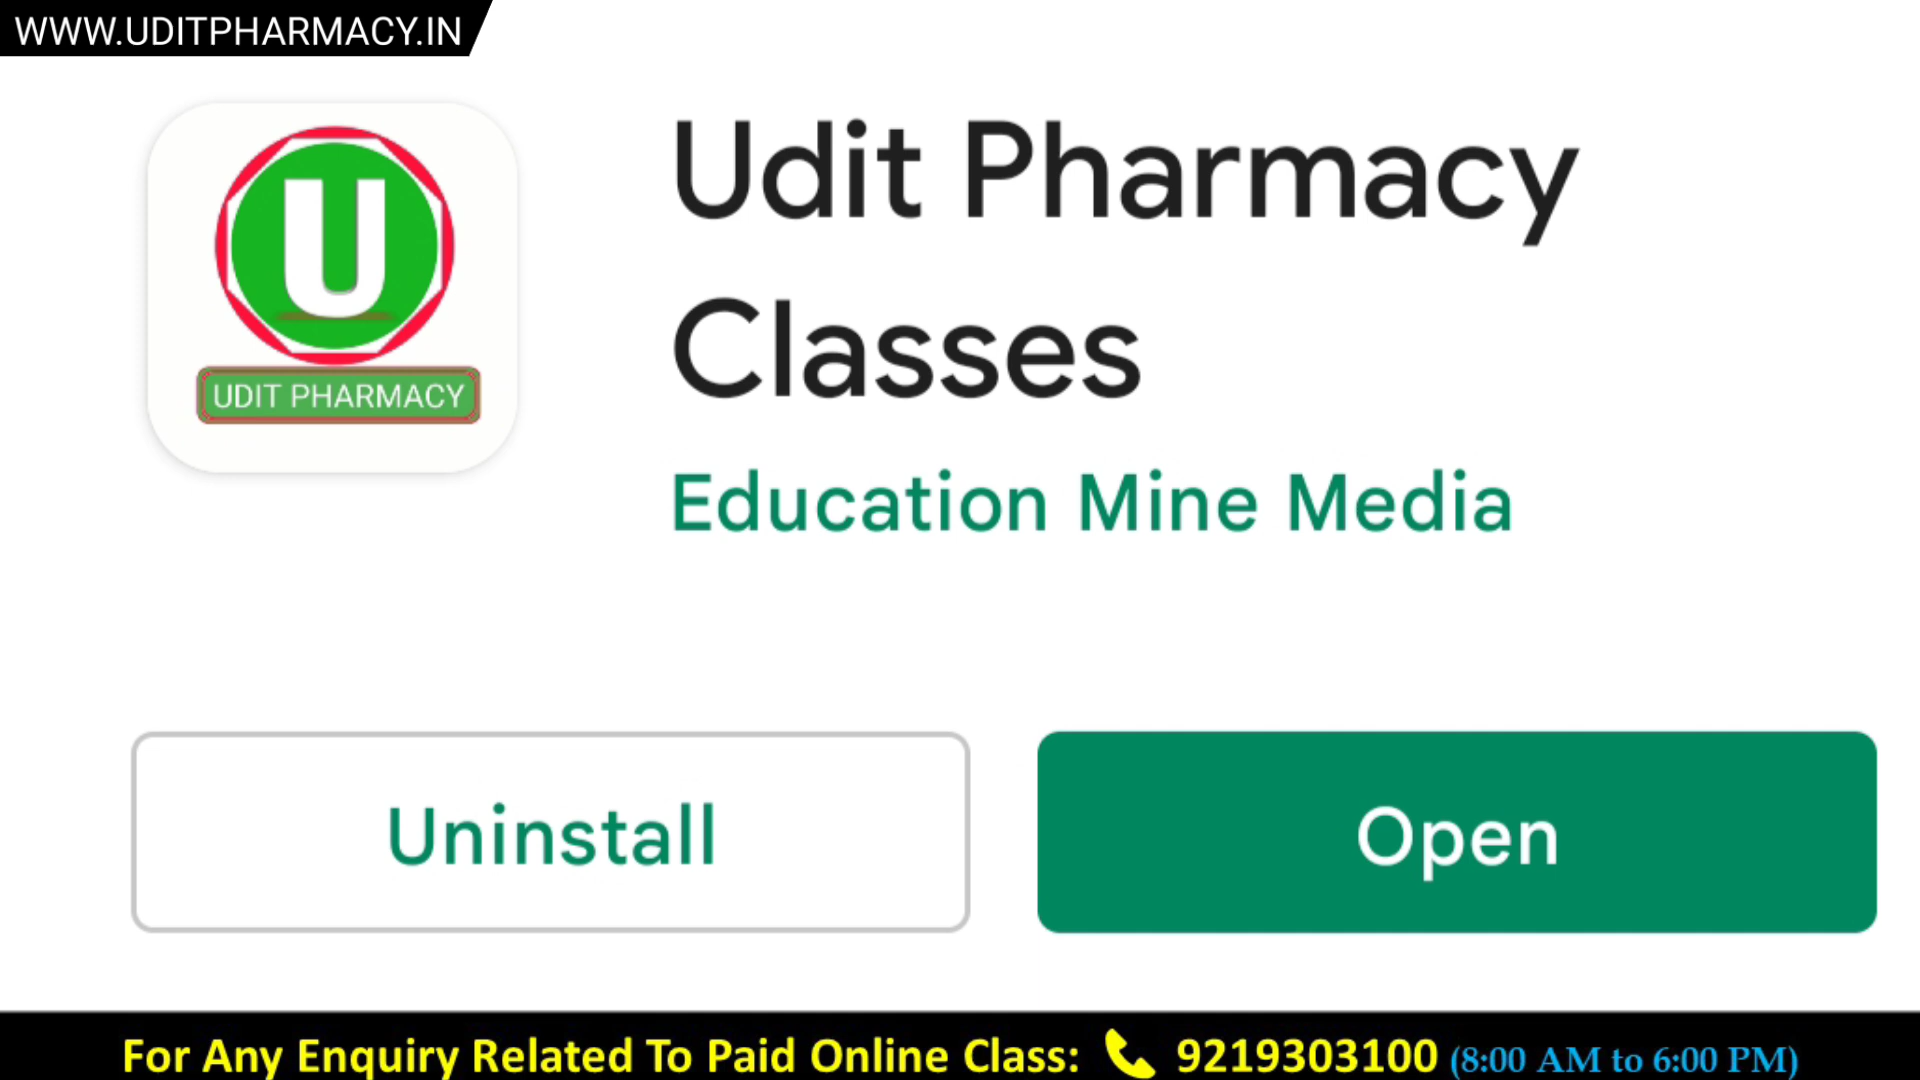 WWW.UDITPHARMACY.IN
U
UDIT PHARMACY
Udit Pharmacy
Classes
Education Mine Media
Uninstall
Open
For Any Enquiry Related To Paid Online Class: 9219303100 (8:00 AM to 6:00 PM)